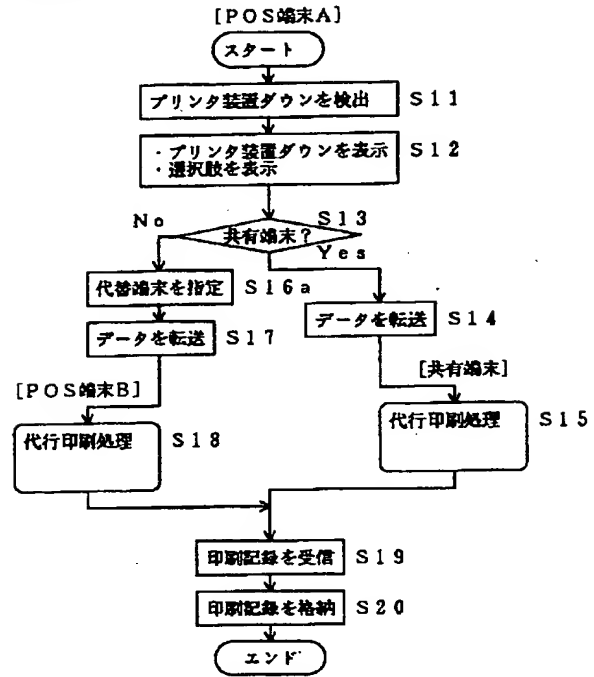 [POS端末A]
スタート
プリンタ装置ダウンを検出 S11
・プリンタ装置ダウンを表示 S12
・選択肢を表示
No S13
共有端末?
Yes
代替端末を指定 S16a
データを転送 S14
データを転送 S17
[共有端末]
[POS端末B]
代行印刷処理 S15
代行印刷処理 S18
印刷記録を受信 S19
印刷記録を格納 S20
エンド